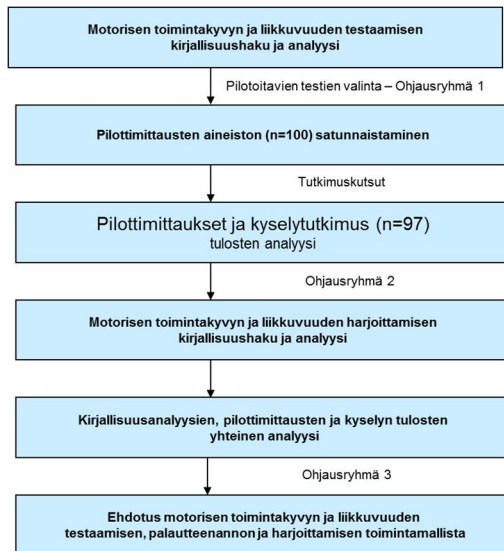 Motorisen toimintakyvyn ja liikkuvuuden testaamisen
kirjallisuushaku ja analyysi
Pilotoitavien testien valinta – Ohjausryhmä 1
Pilottimittausten aineiston (n=100) satunnaistaminen
Tutkimuskutsut
Pilottimittaukset ja kyselytutkimus (n=97)
tulosten analyysi
Ohjausryhmä 2
Motorisen toimintakyvyn ja liikkuvuuden harjoittamisen
kirjallisuushaku ja analyysi
Kirjallisuusanalyysien, pilottimittausten ja kyselyn tulosten
yhteinen analyysi
Ohjausryhmä 3
Ehdotus motorisen toimintakyvyn ja liikkuvuuden
testaamisen, palautteenannon ja harjoittamisen toimintamallista